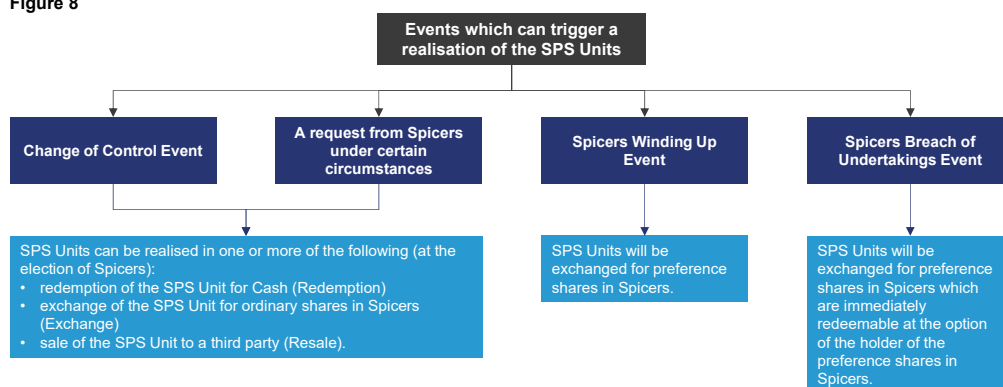 Figure 8
Events which can trigger a
realisation of the SPS Units
Change of Control Event
A request from Spicers
under certain
circumstances
Spicers Winding Up
Event
Spicers Breach of
Undertakings Event
SPS Units can be realised in one or more of the following (at the
election of Spicers):
• redemption of the SPS Unit for Cash (Redemption)
• exchange of the SPS Unit for ordinary shares in Spicers
(Exchange)
• sale of the SPS Unit to a third party (Resale).
SPS Units will be
exchanged for preference
shares in Spicers.
SPS Units will be
exchanged for preference
shares in Spicers which
are immediately
redeemable at the option
of the holder of the
preference shares in
Spicers.